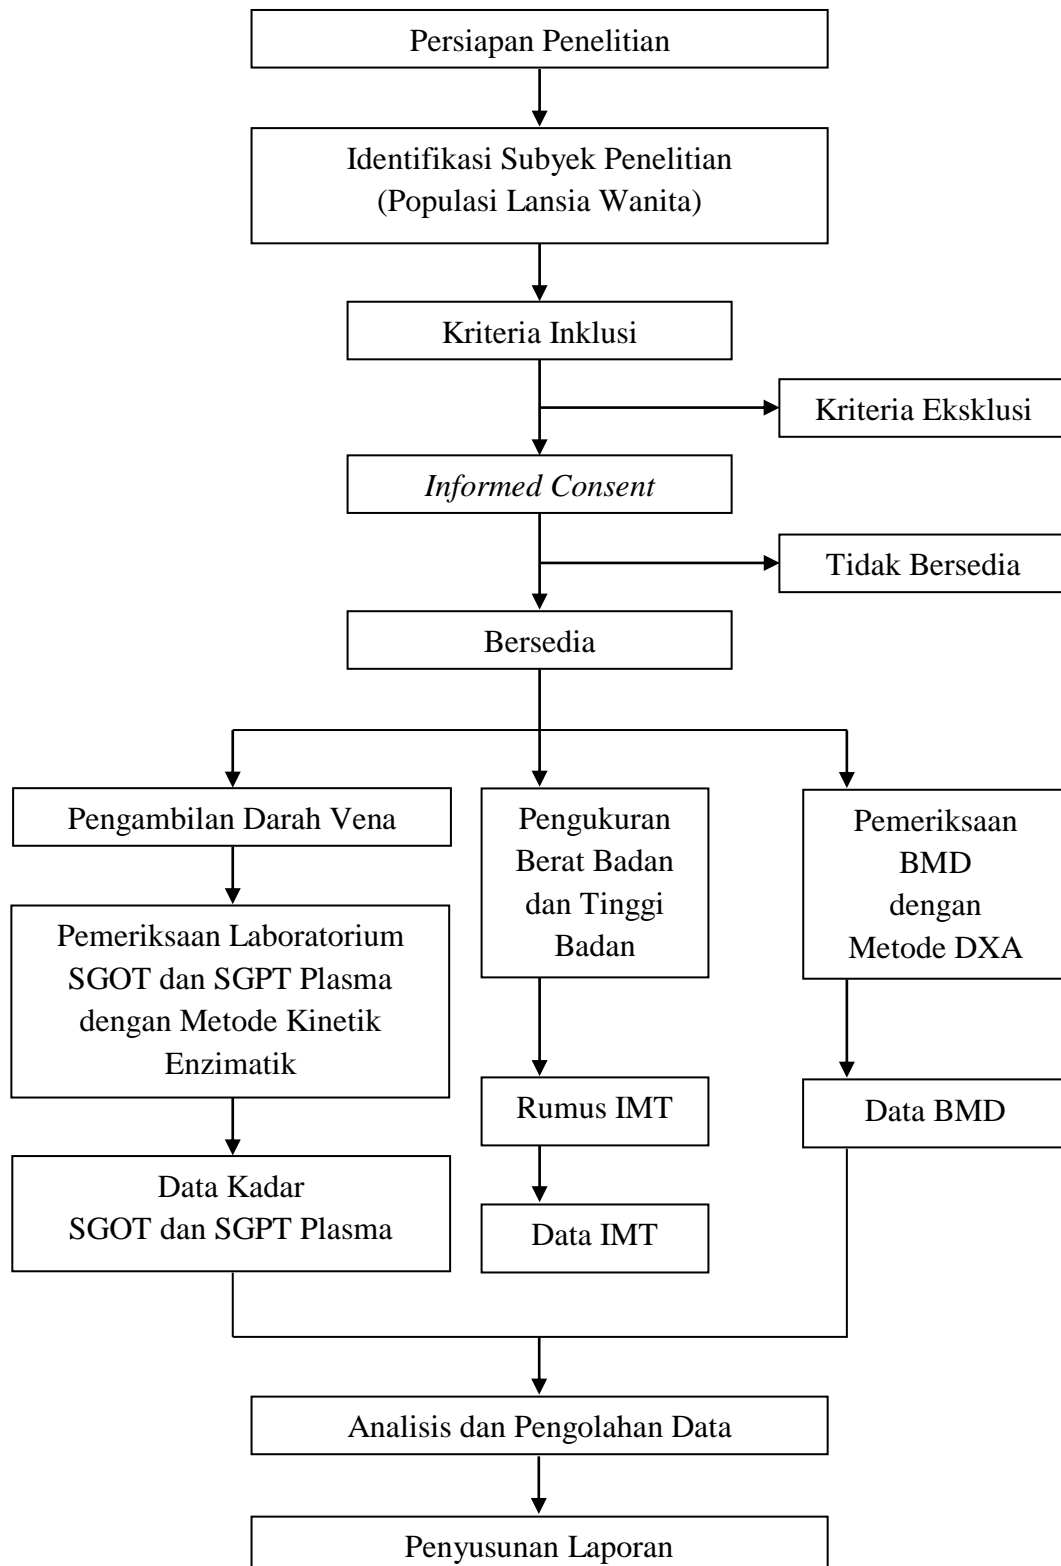 Persiapan Penelitian
Identifikasi Subyek Penelitian
(Populasi Lansia Wanita)
Kriteria Inklusi
Kriteria Eksklusi
Informed Consent
Tidak Bersedia
Bersedia
Pengambilan Darah Vena
Pemeriksaan Laboratorium
SGOT dan SGPT Plasma
dengan Metode Kinetik
Enzimatik
Data Kadar
SGOT dan SGPT Plasma
Pengukuran
Berat Badan
dan Tinggi
Badan
Rumus IMT
Data IMT
Pemeriksaan
BMD
dengan
Metode DXA
Data BMD
Analisis dan Pengolahan Data
Penyusunan Laporan